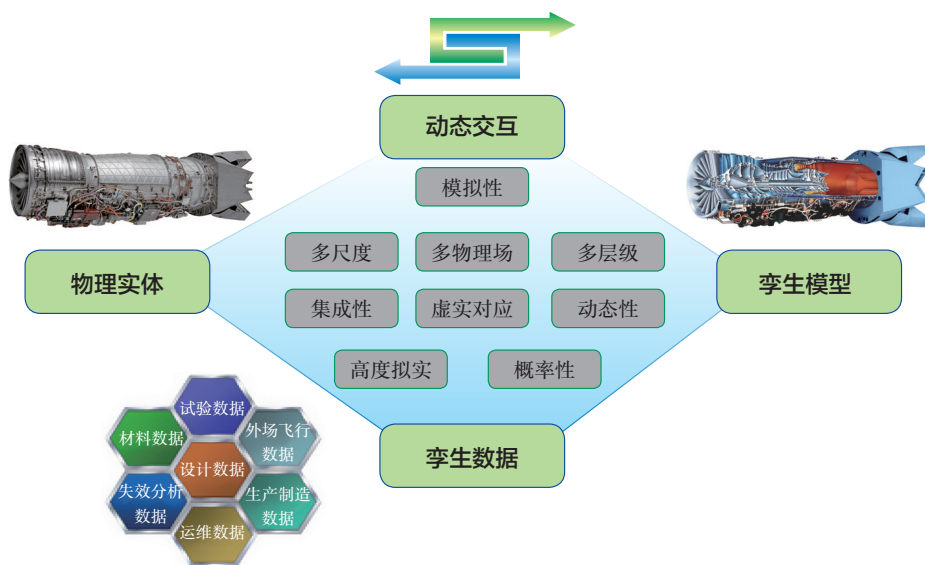 动态交互
模拟性
物理实体
多尺度
多物理场
多层级
孪生模型
集成性
虚实对应
动态性
高度拟实
概率性
孪生数据
试验数据
材料数据
外场飞行
数据
设计数据
失效分析
数据
生产制造
数据
运维数据